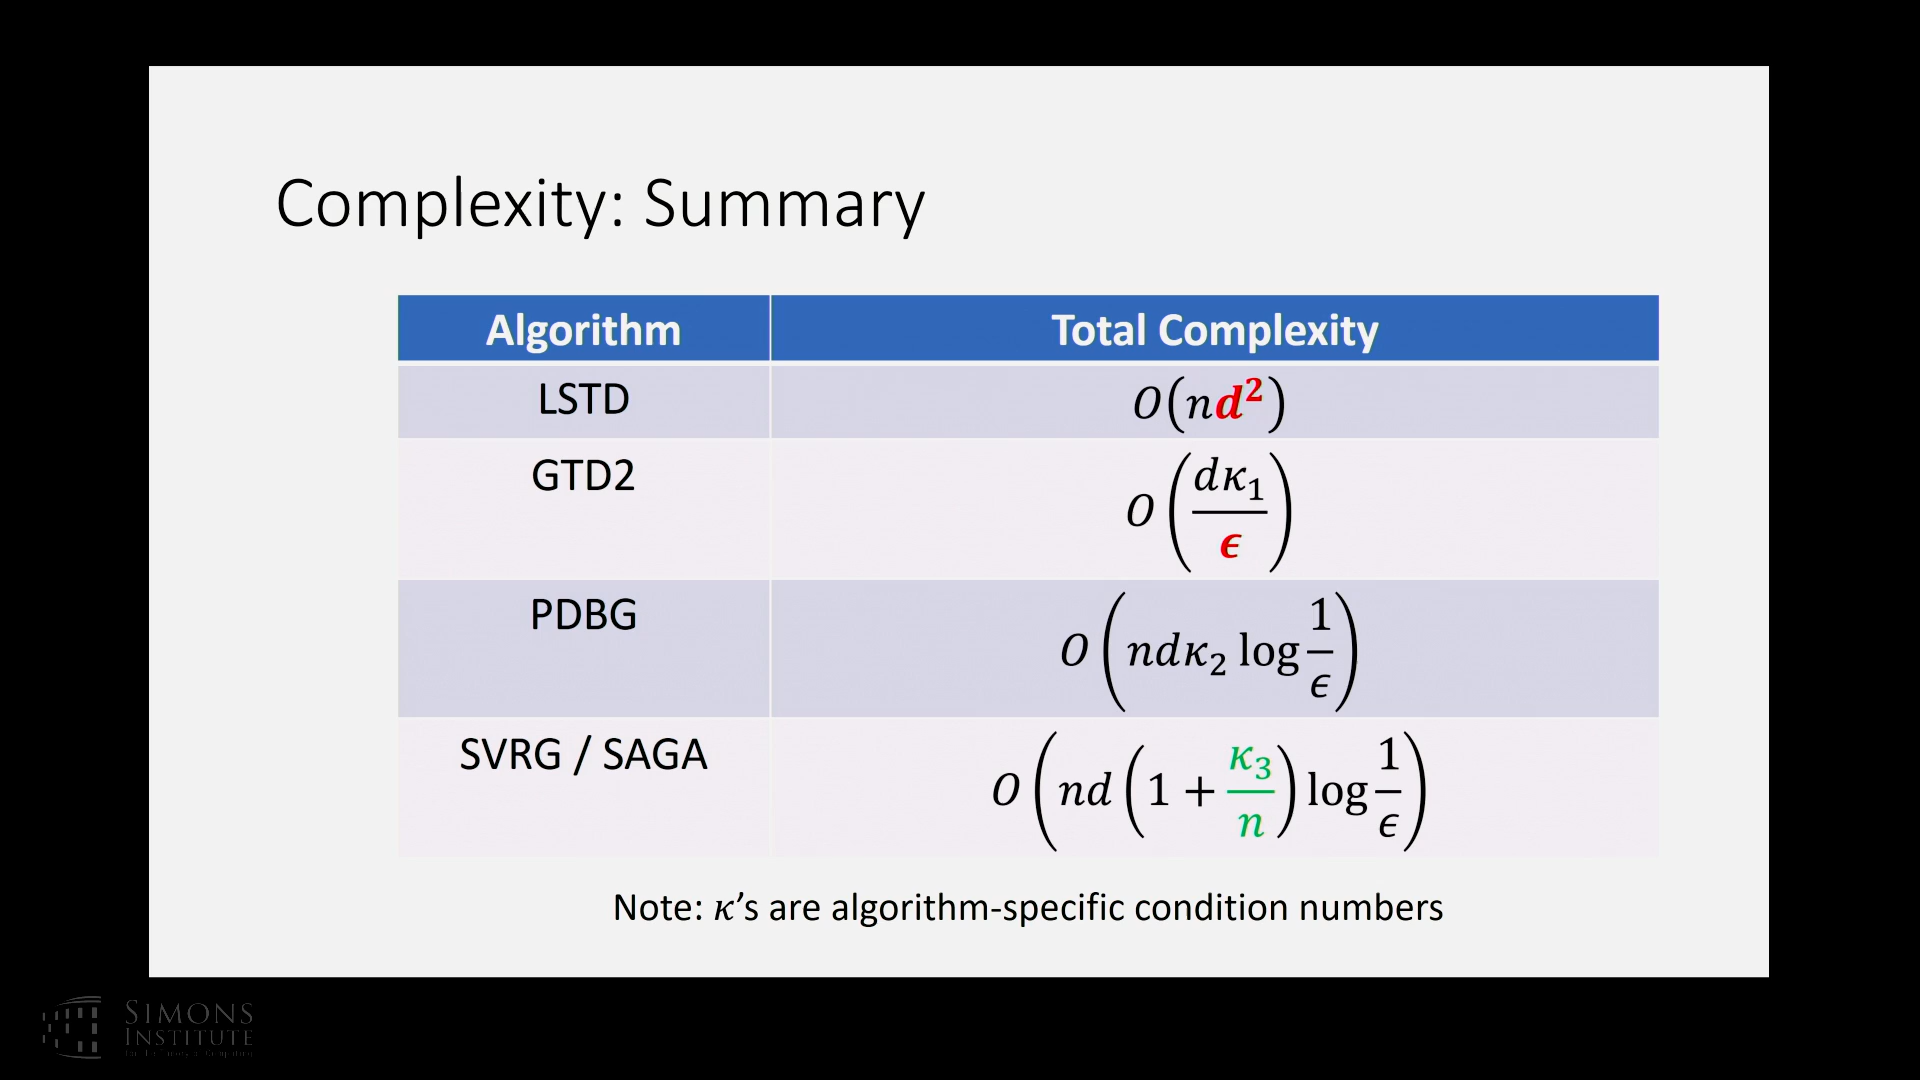 Complexity: Summary
Algorithm Total Complexity
LSTD O(nd²)
GTD2 O(dκ₁/ϵ)
PDBG O(ndκ₂ log 1/ϵ)
SVRG / SAGA O(nd(1 + κ₃/n) log 1/ϵ)
Note: κ’s are algorithm-specific condition numbers
SIMONS
INSTITUTE